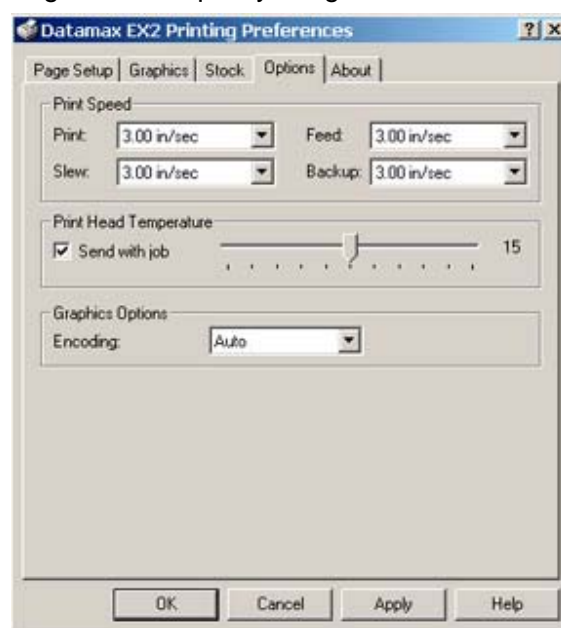 Datamax EX2 Printing Preferences
Page Setup Graphics Stock Options About
Print Speed
Print: 3.00 in/sec Feed: 3.00 in/sec
Slew: 3.00 in/sec Backup: 3.00 in/sec
Print Head Temperature
Send with job 15
Graphics Options
Encoding: Auto
OK Cancel Apply Help